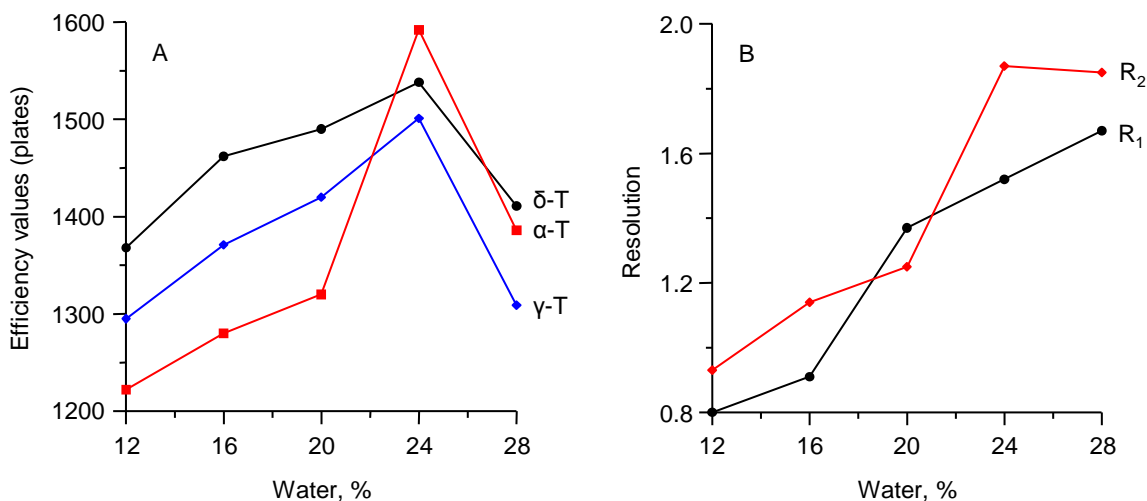 A
Efficiency values (plates)
1600
1500
1400
1300
1200
12 16 20 24 28
Water, %
δ-T
α-T
γ-T
B
Resolution
2.0
1.6
1.2
0.8
12 16 20 24 28
Water, %
R₂
R₁